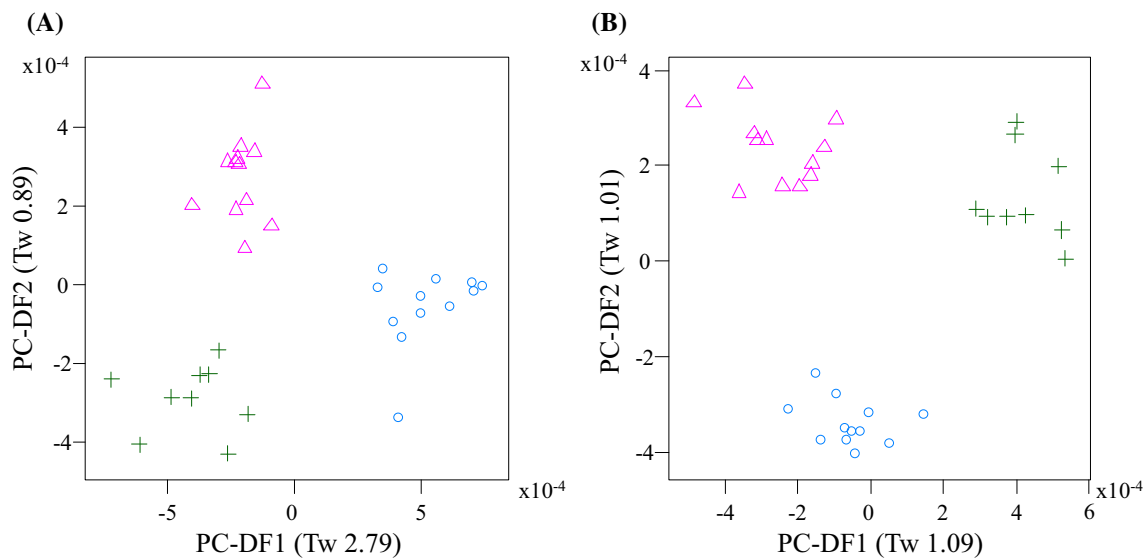 (A)
x10-4
4
2
0
-2
-4
PC-DF2 (Tw 0.89)
-5
0
5
x10-4
PC-DF1 (Tw 2.79)
(B)
x10-4
4
2
0
-2
-4
PC-DF2 (Tw 1.01)
-4
-2
0
2
4
6
x10-4
PC-DF1 (Tw 1.09)